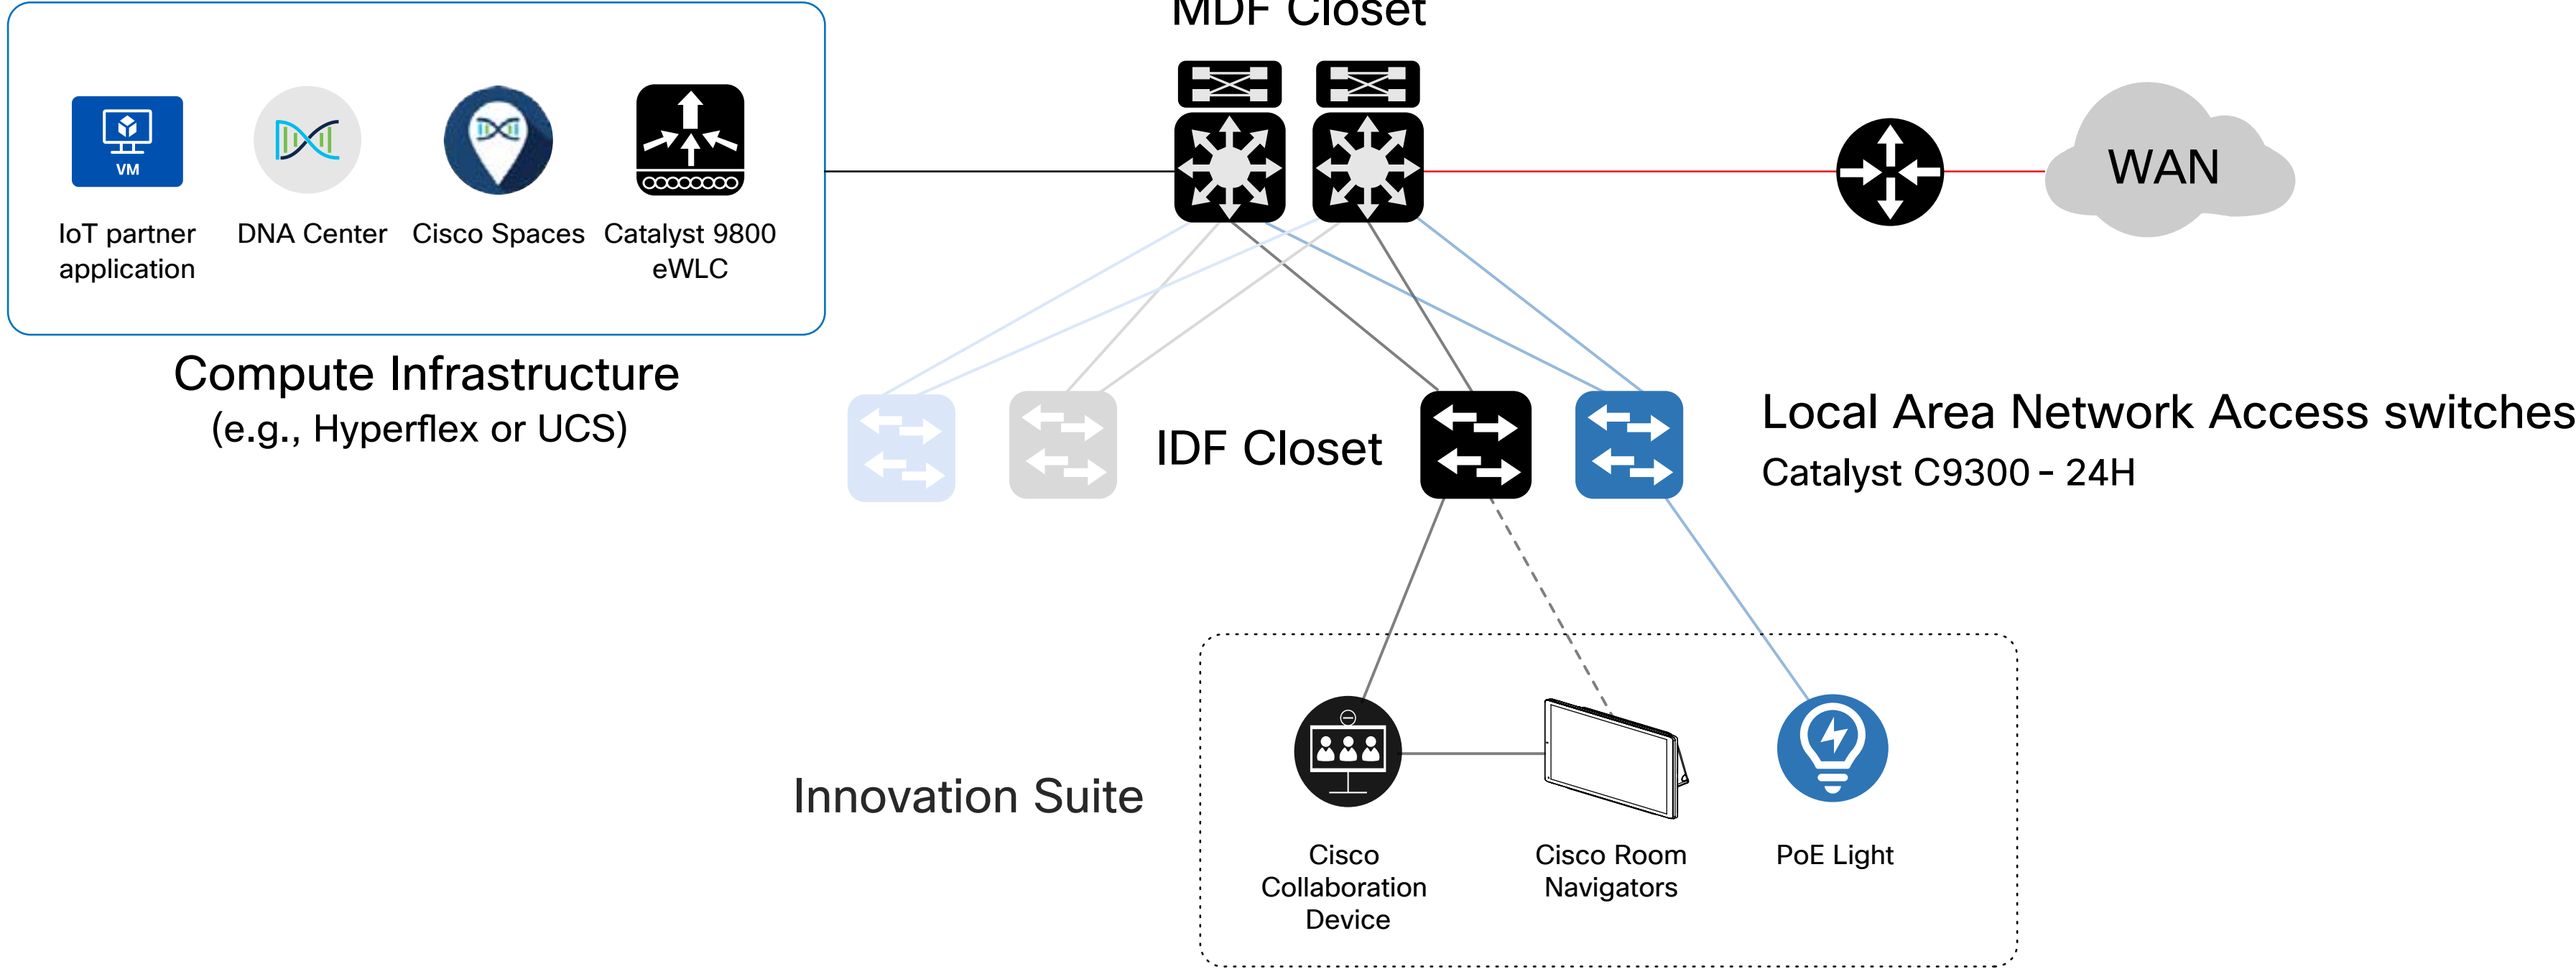 MDF Closet
VM
IoT partner
application
DNA Center
Cisco Spaces
Catalyst 9800
eWLC
WAN
Compute Infrastructure
(e.g., Hyperflex or UCS)
IDF Closet
Local Area Network Access switches
Catalyst C9300 - 24H
Innovation Suite
Cisco
Collaboration
Device
Cisco Room
Navigators
PoE Light